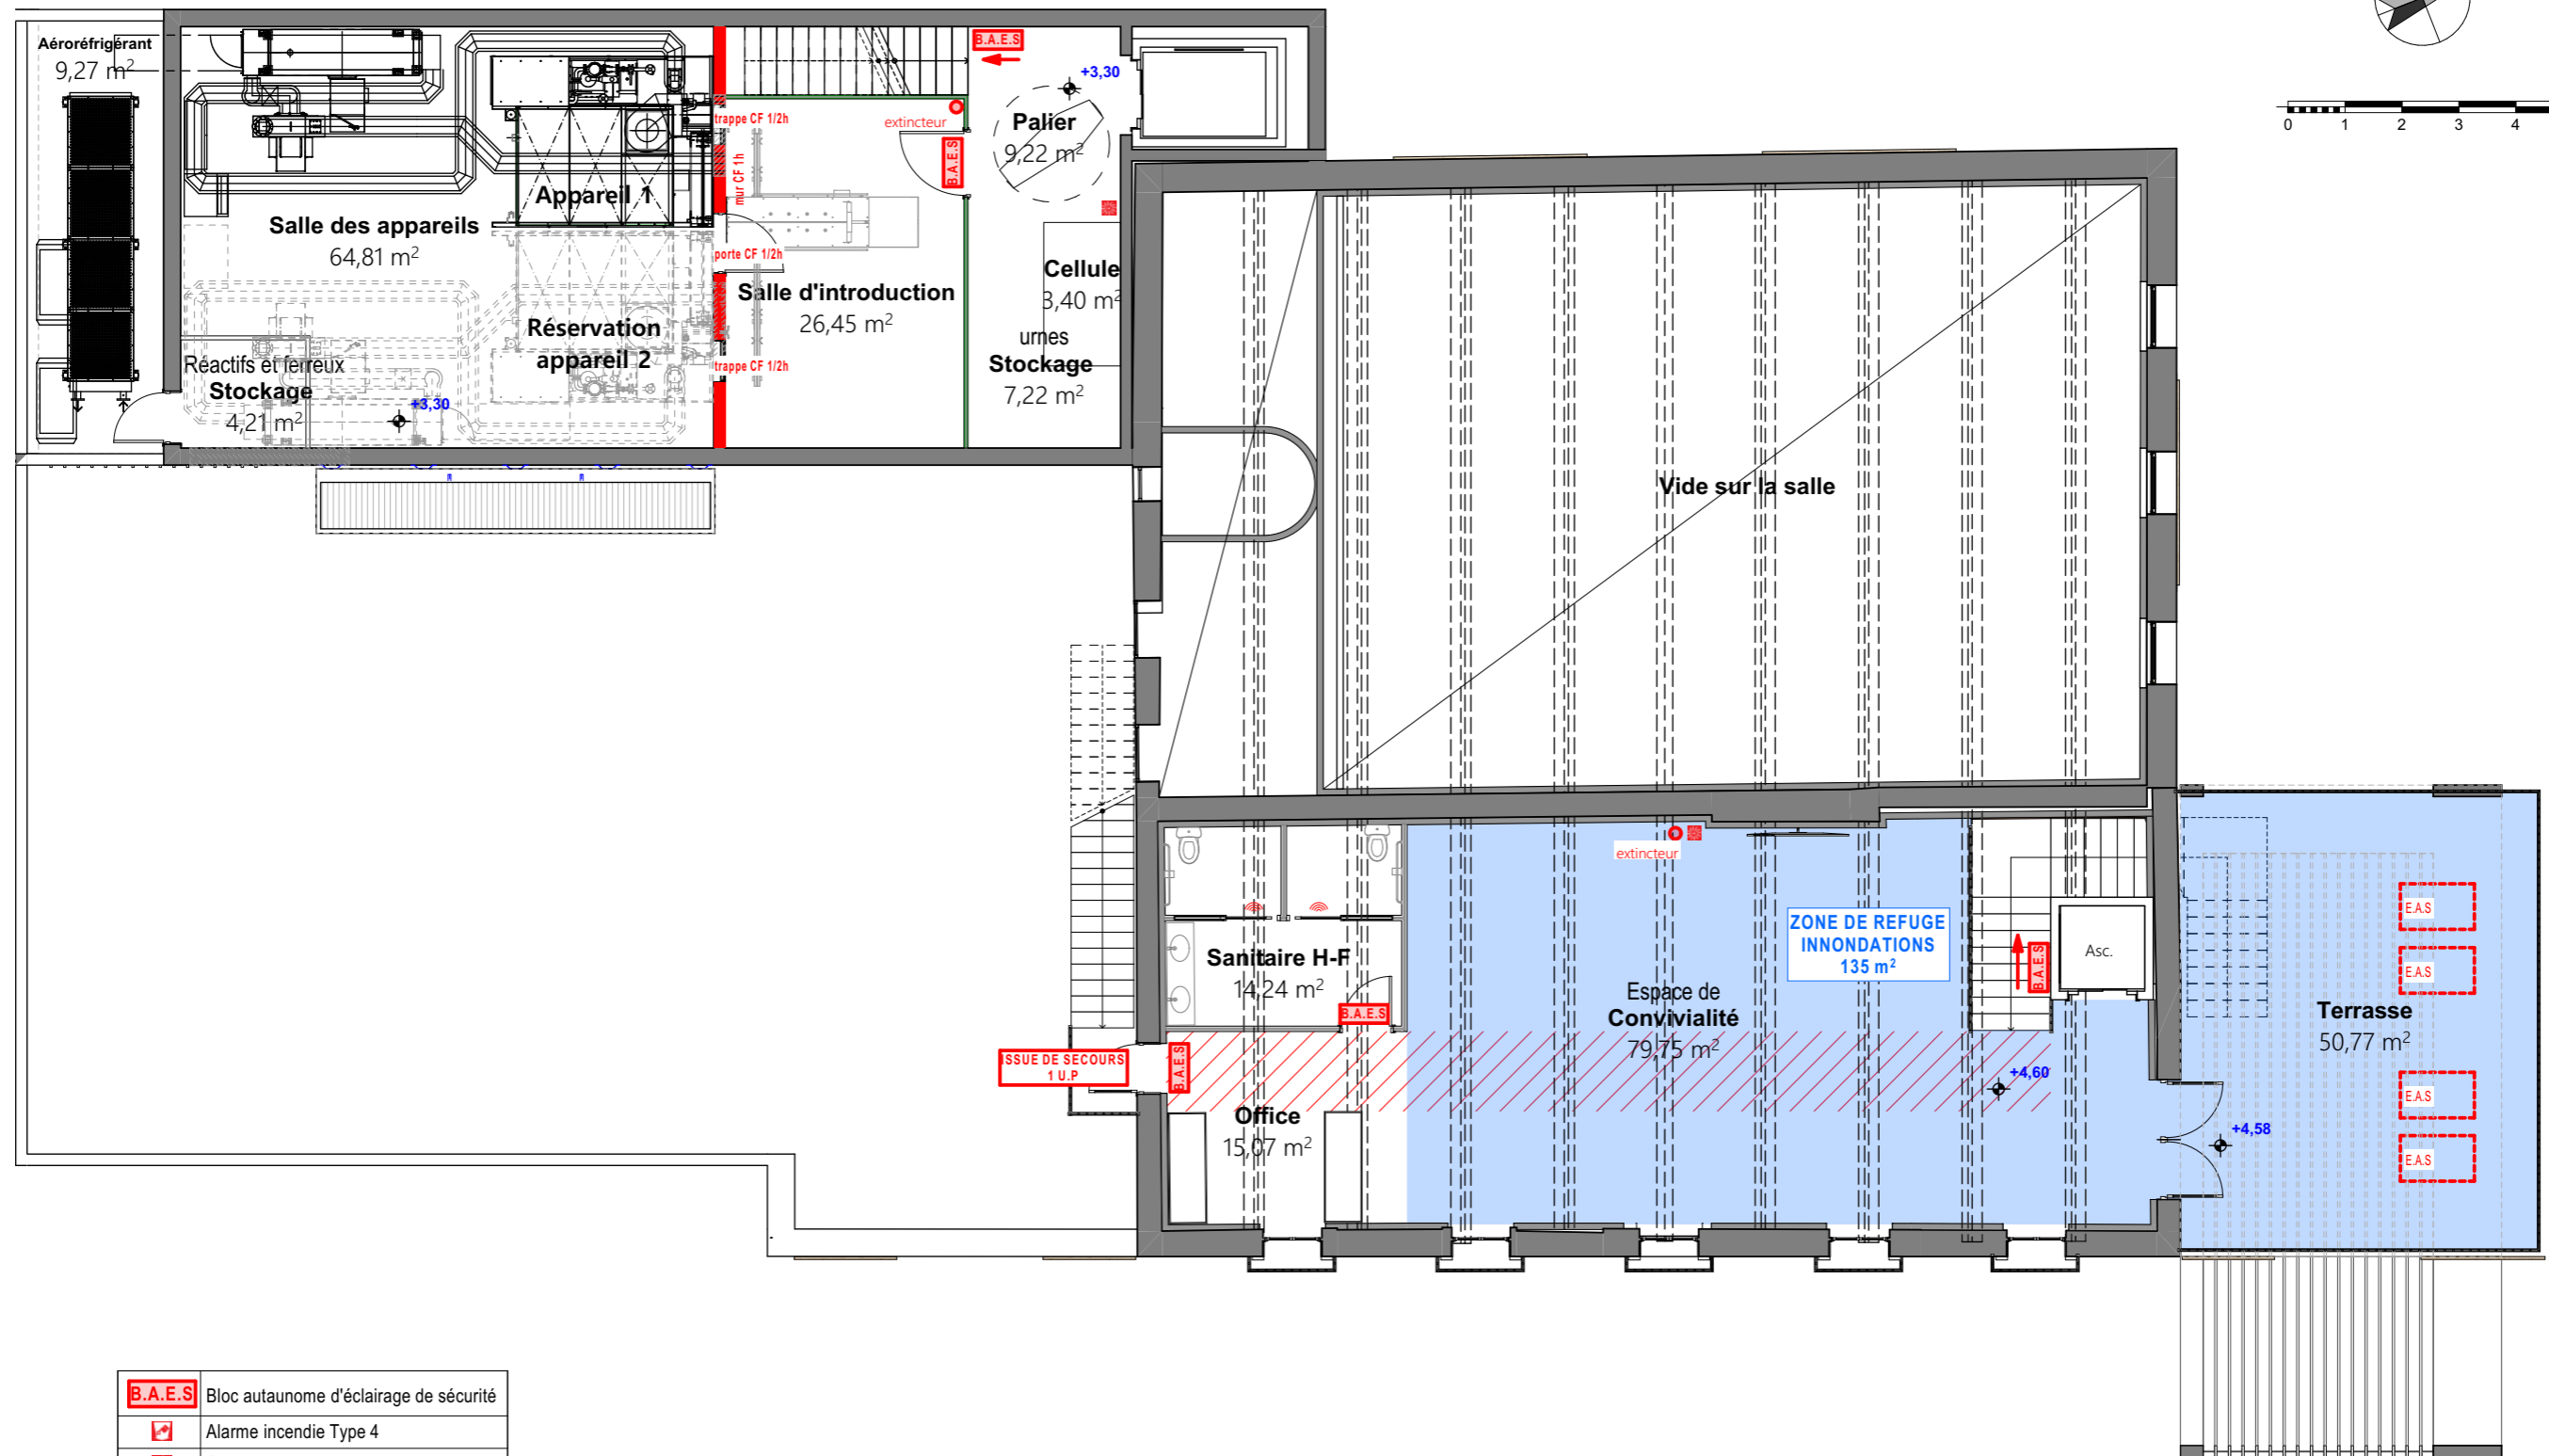 Aéroréfrigérant
9,27 m²
B.A.E.S
+3,30
0 1 2 3 4
trappe CF 1/2h
extincteur
Palier
9,22 m²
B.A.E.S
mur CF 1h
Appareil 1
Salle des appareils
64,81 m²
porte CF 1/2h
Cellule
3,40 m²
Salle d'introduction
26,45 m²
Réservation
appareil 2
urnes
Stockage
7,22 m²
trappe CF 1/2h
Réactifs et ferreux
Stockage
4,21 m²
+3,30
Vide sur la salle
extincteur
ZONE DE REFUGE
INNONDATIONS
135 m²
E.A.S
E.A.S
Asc.
B.A.E.S
Sanitaire H-F
14,24 m²
B.A.E.S
Espace de
Convivialité
79,75 m²
Terrasse
50,77 m²
ISSUE DE SECOURS
1 U.P
B.A.E.S
+4,60
E.A.S
Office
15,07 m²
+4,58
E.A.S
B.A.E.S Bloc autaunome d'éclairage de sécurité
Alarme incendie Type 4